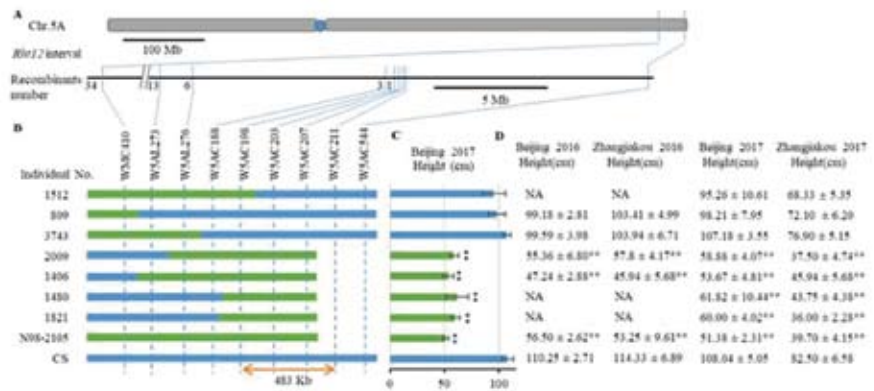 A
Chr.5A
100 Mb
Rht12 interval
Recombinants number
34 13 6 3 1
5 Mb
B
C
D
WMC410
W5AL273
W5AL276
W5AC188
W5AC198
W5AC203
W5AC207
W5AC211
W5AC544
Individual No.
Beijing 2017 Height(cm)
Beijing 2016 Height(cm)
Zhangjiakou 2016 Height(cm)
Beijing 2017 Height(cm)
Zhangjiakou 2017 Height(cm)
1512 NA NA 95.26 ± 10.61 68.33 ± 5.35
809 99.18 ± 2.81 103.41 ± 4.99 98.21 ± 7.95 72.10 ± 6.20
3743 99.59 ± 3.98 103.94 ± 6.71 107.18 ± 3.55 76.90 ± 5.15
2009 55.36 ± 6.80** 57.8 ± 4.17** 58.88 ± 4.07** 37.50 ± 4.74**
1406 47.24 ± 2.88** 45.94 ± 5.68** 53.67 ± 4.81** 45.94 ± 5.68**
1480 NA NA 61.82 ± 10.44** 43.75 ± 4.38**
1821 NA NA 60.00 ± 4.02** 36.00 ± 2.28**
N98-2105 56.50 ± 2.62** 53.25 ± 9.61** 51.38 ± 2.31** 39.70 ± 4.15**
CS 110.25 ± 2.71 114.33 ± 6.89 108.04 ± 5.05 82.50 ± 6.58
483 Kb
0 50 100